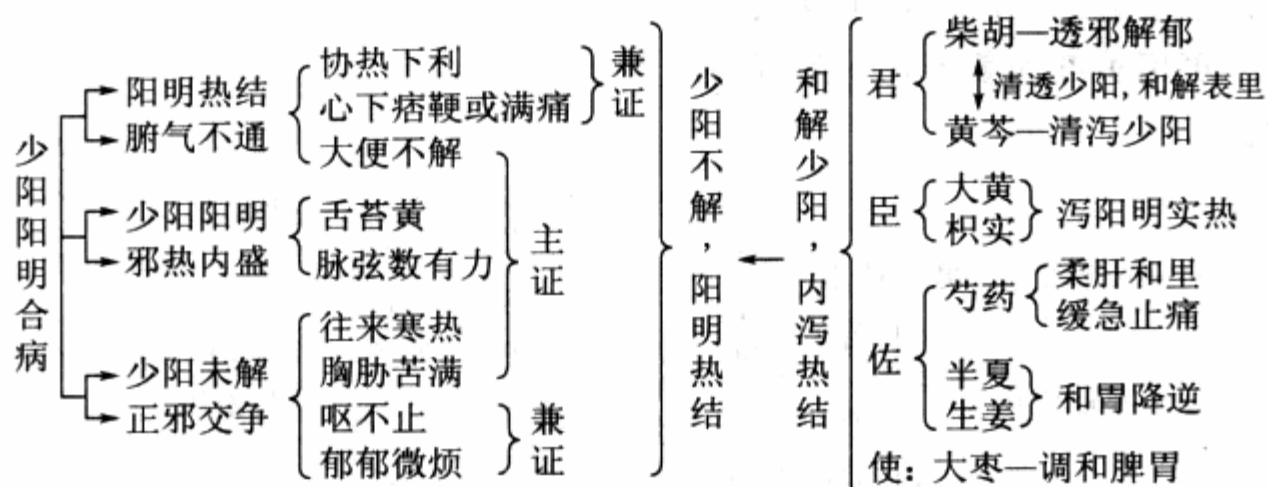 少阳阳明合病
阳明热结
腑气不通
协热下利
心下痞鞕或满痛
大便不解
兼证
少阳阳明
邪热内盛
舌苔黄
脉弦数有力
主证
少阳未解
正邪交争
往来寒热
胸胁苦满
呕不止
郁郁微烦
兼证
少阳不解，阳明热结
和解少阳，内泻热结
君
柴胡—透邪解郁
清透少阳，和解表里
黄芩—清泻少阳
臣
大黄
枳实
泻阳明实热
佐
芍药
柔肝和里
缓急止痛
半夏
生姜
和胃降逆
使：大枣—调和脾胃